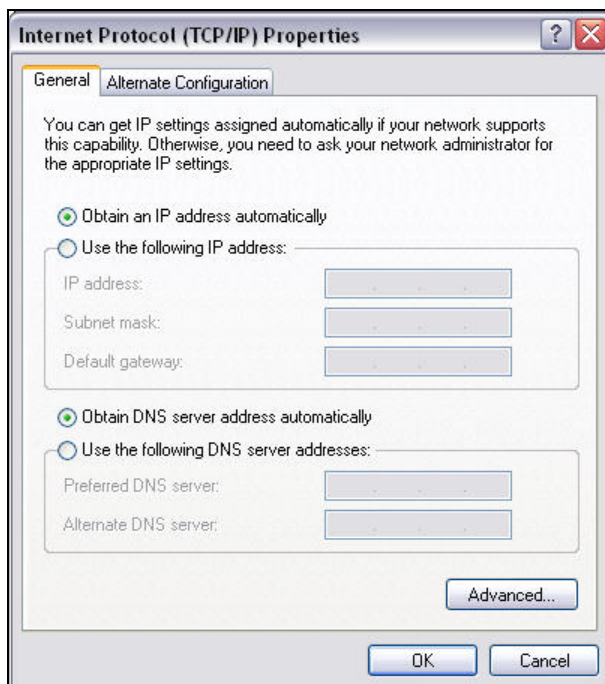 Internet Protocol (TCP/IP) Properties
General
Alternate Configuration
You can get IP settings assigned automatically if your network supports
this capability. Otherwise, you need to ask your network administrator for
the appropriate IP settings.
Obtain an IP address automatically
Use the following IP address:
IP address:
Subnet mask:
Default gateway:
Obtain DNS server address automatically
Use the following DNS server addresses:
Preferred DNS server:
Alternate DNS server:
Advanced...
OK
Cancel